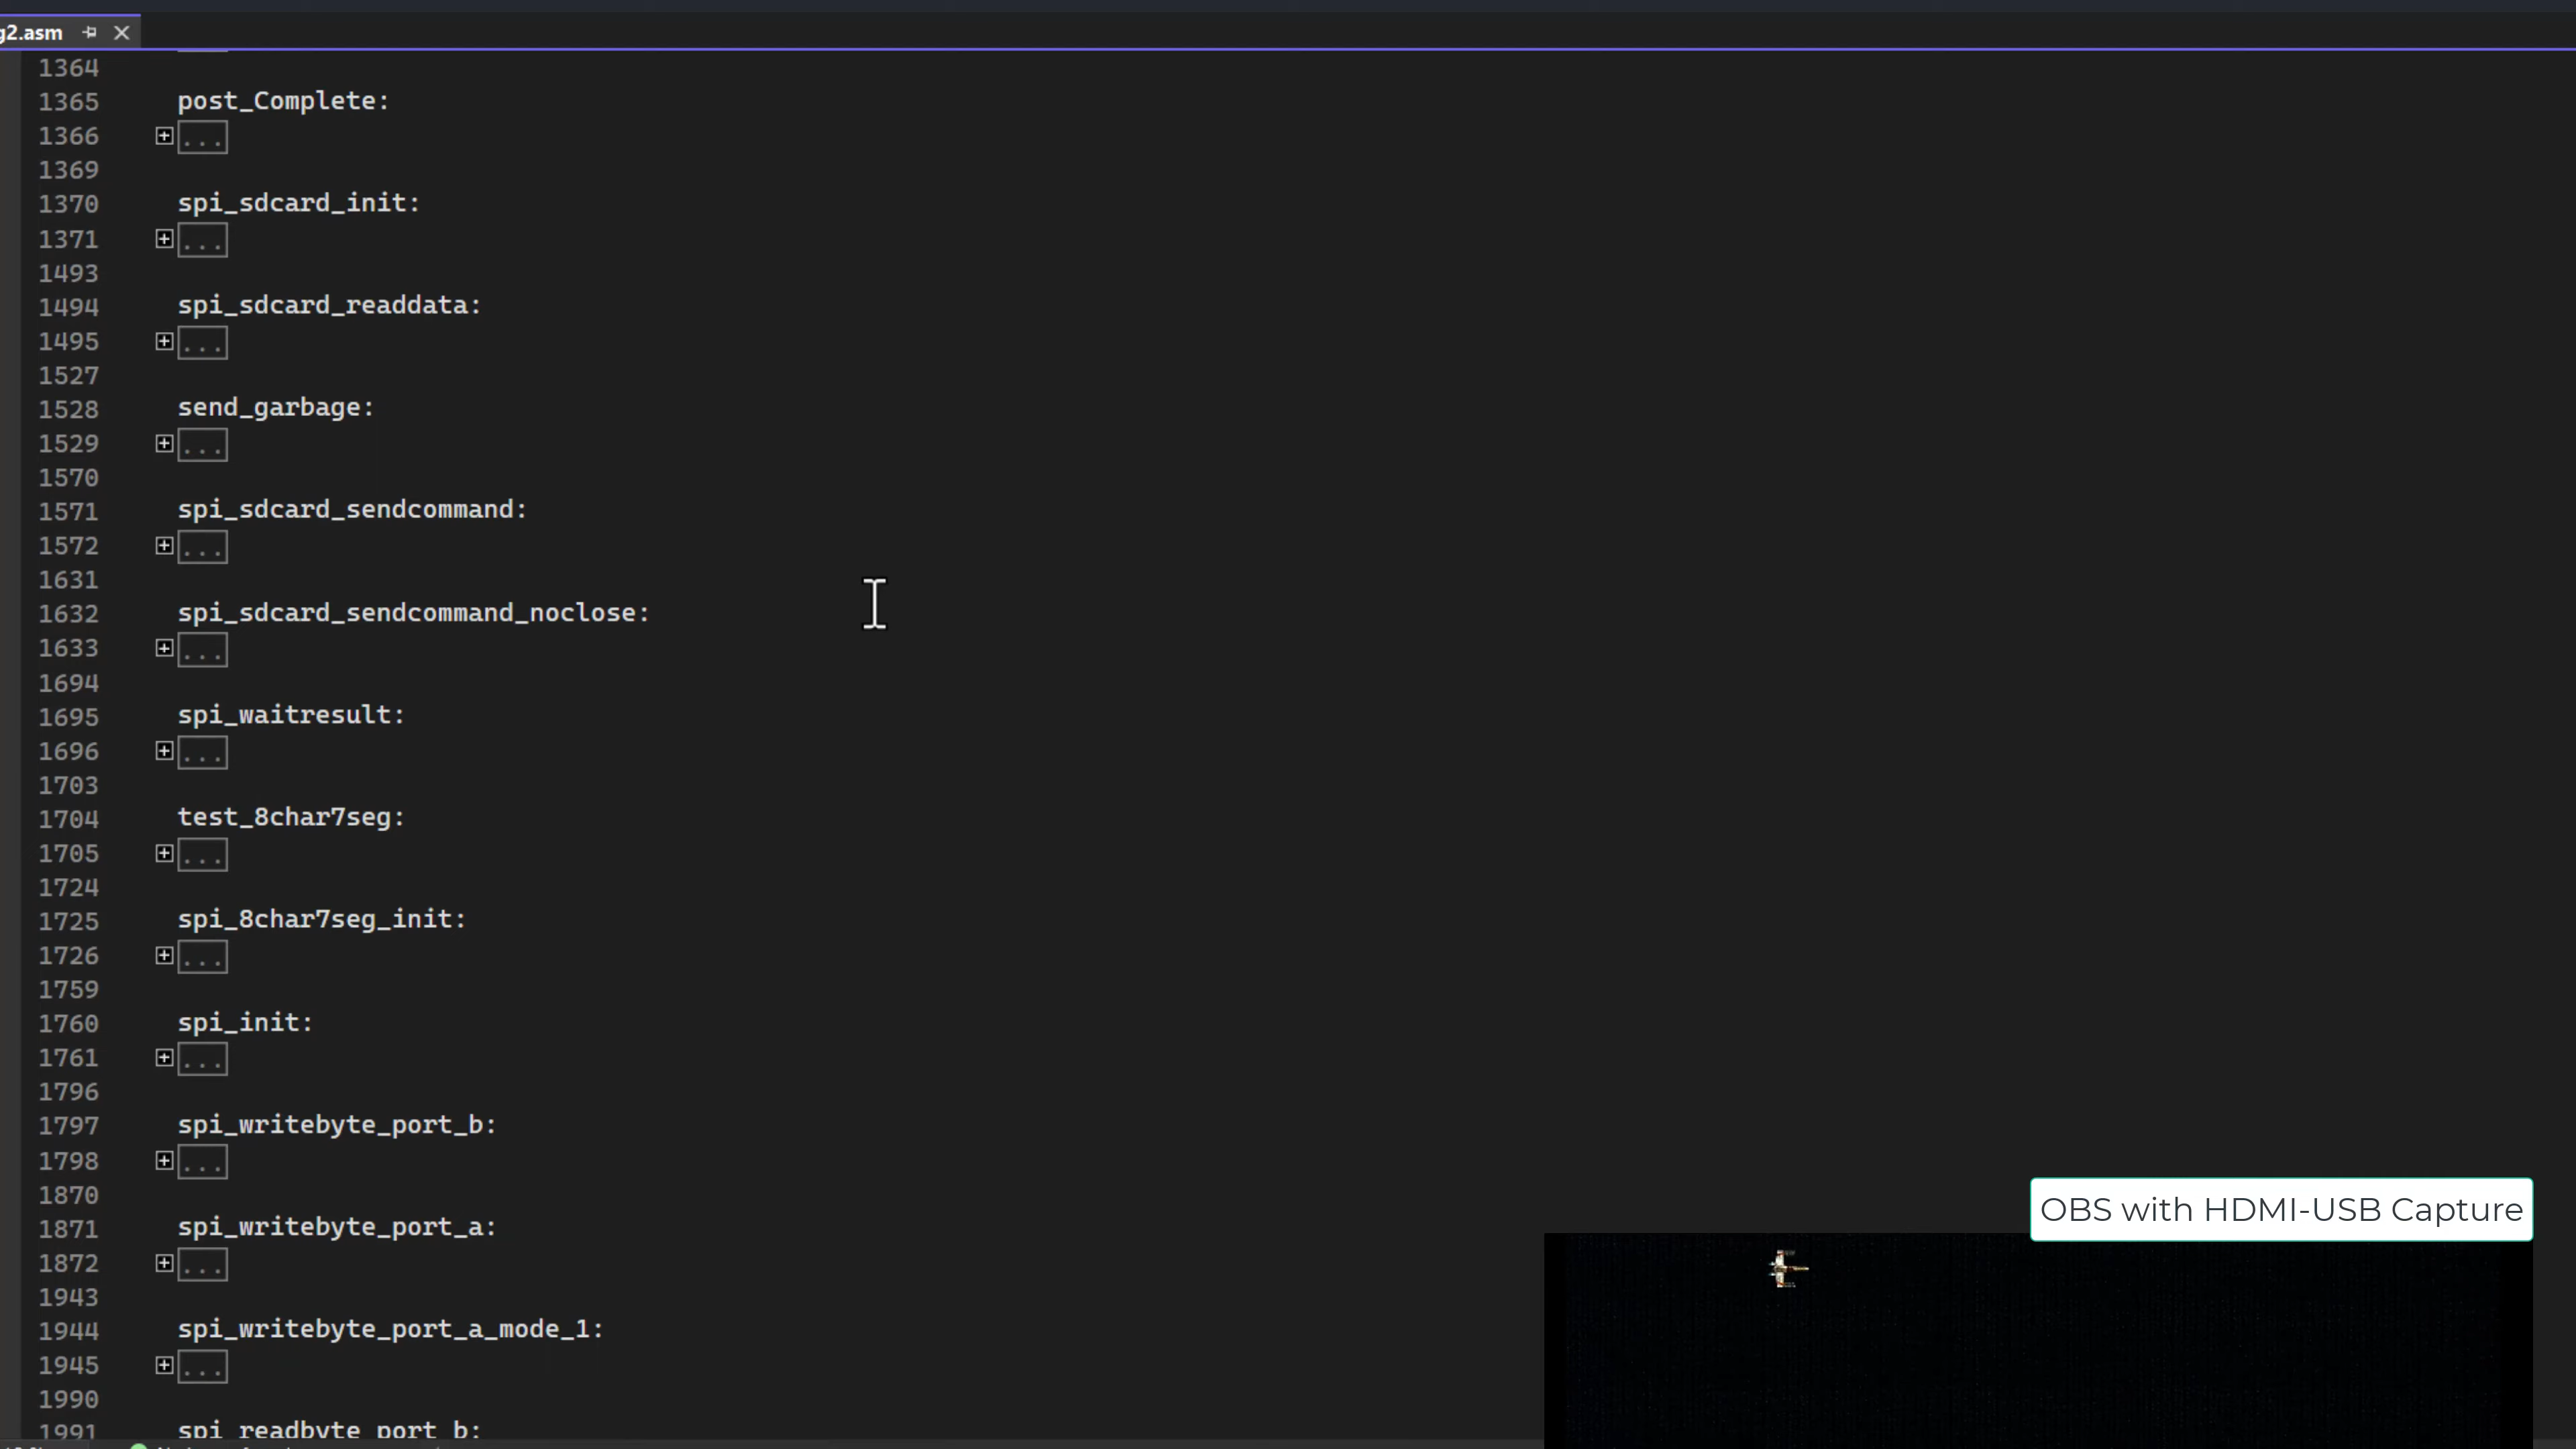 g2.asm
1364
1365 post_Complete:
1366 ...
1369
1370 spi_sdcard_init:
1371 ...
1493
1494 spi_sdcard_readdata:
1495 ...
1527
1528 send_garbage:
1529 ...
1570
1571 spi_sdcard_sendcommand:
1572 ...
1631
1632 spi_sdcard_sendcommand_noclose:
1633 ...
1694
1695 spi_waitresult:
1696 ...
1703
1704 test_8char7seg:
1705 ...
1724
1725 spi_8char7seg_init:
1726 ...
1759
1760 spi_init:
1761 ...
1796
1797 spi_writebyte_port_b:
1798 ...
1870
1871 spi_writebyte_port_a:
1872 ...
1943
1944 spi_writebyte_port_a_mode_1:
1945 ...
1990
1991 spi_readbyte_port_b:
OBS with HDMI-USB Capture